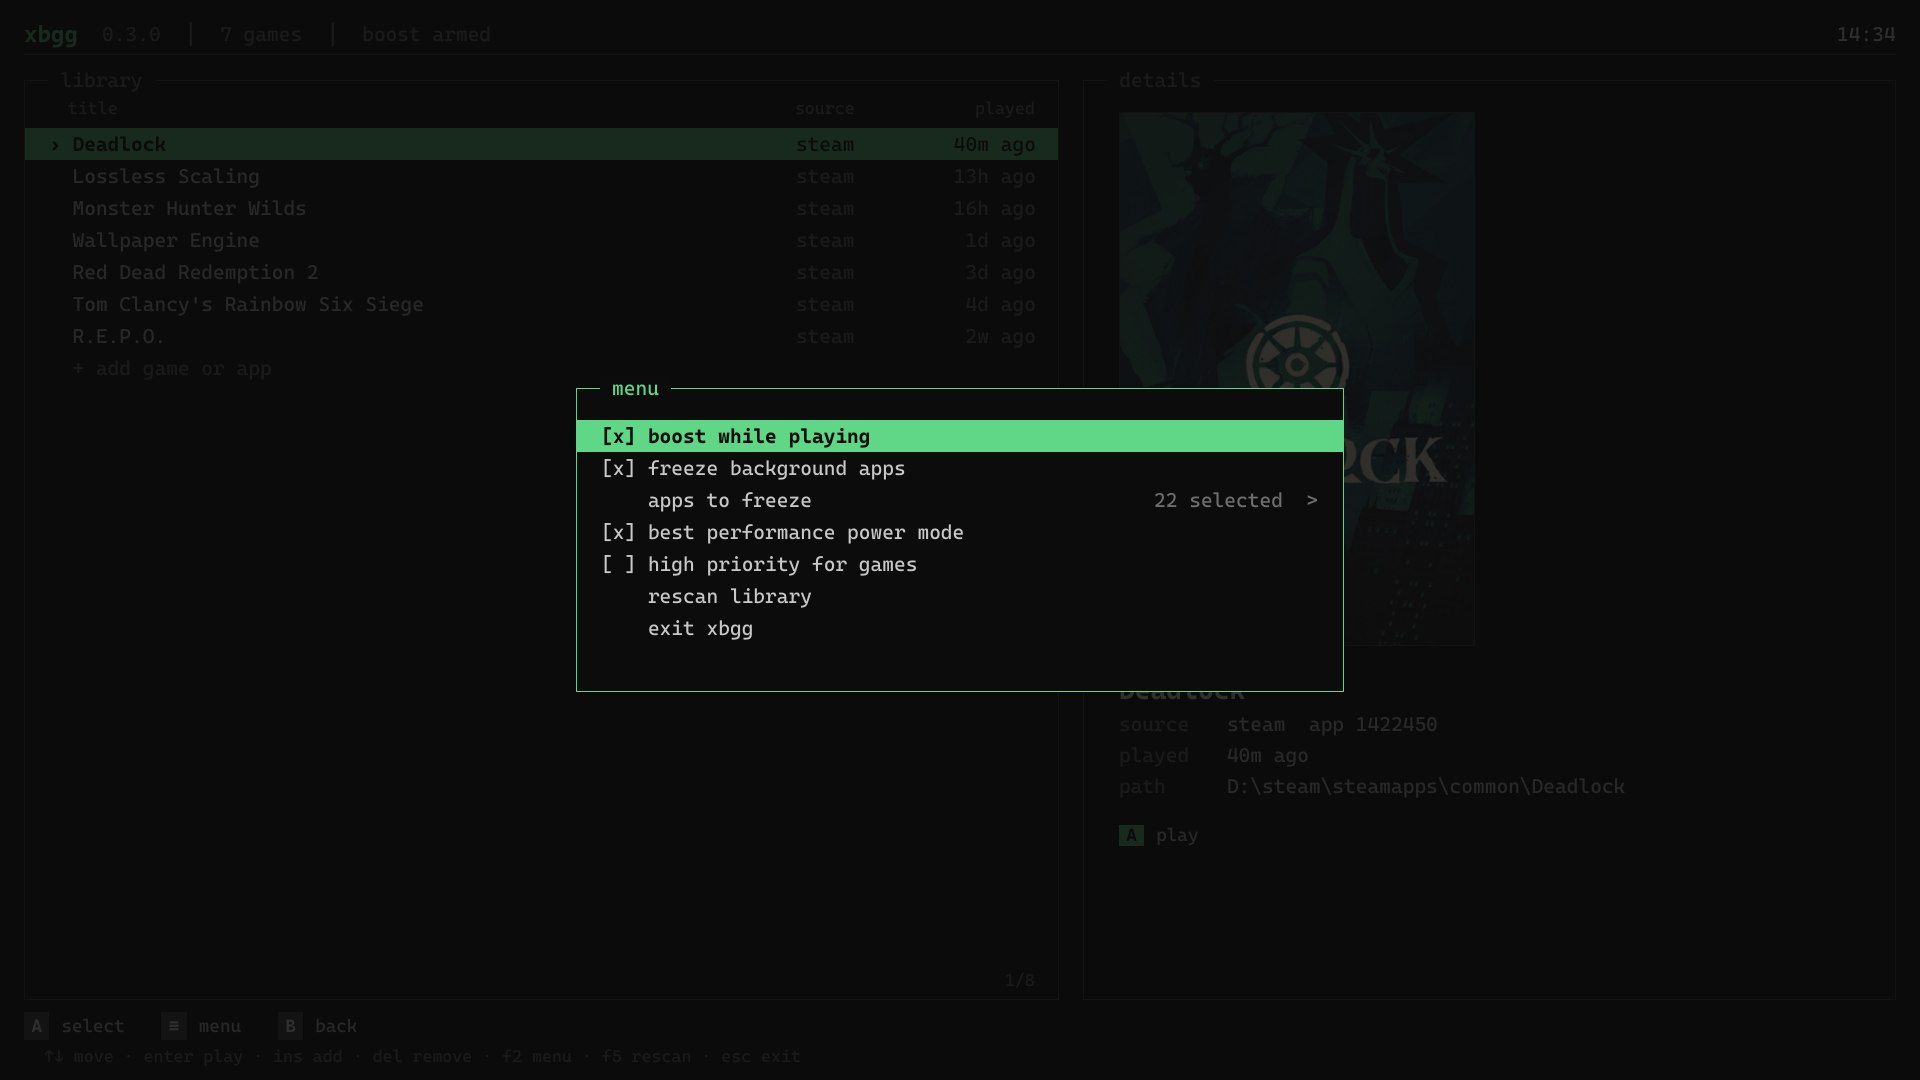 xbgg 0.3.0 │ 7 games │ boost armed 14:34
library
title source played
› Deadlock steam 40m ago
Lossless Scaling steam 13h ago
Monster Hunter Wilds steam 16h ago
Wallpaper Engine steam 1d ago
Red Dead Redemption 2 steam 3d ago
Tom Clancy's Rainbow Six Siege steam 4d ago
R.E.P.O. steam 2w ago
+ add game or app
1/8
menu
[x] boost while playing
[x] freeze background apps
apps to freeze 22 selected >
[x] best performance power mode
[ ] high priority for games
rescan library
exit xbgg
details
Deadlock
source steam app 1422450
played 40m ago
path D:\steam\steamapps\common\Deadlock
A play
A select ≡ menu B back
↑↓ move · enter play · ins add · del remove · f2 menu · f5 rescan · esc exit